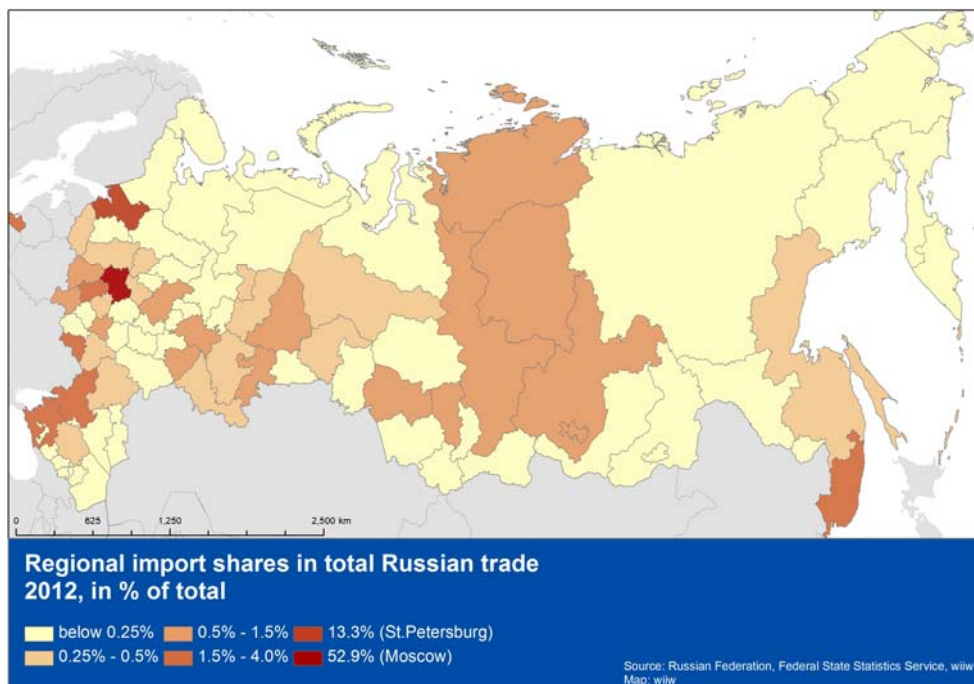 0 625 1,250 2,500 km
Regional import shares in total Russian trade
2012, in % of total
below 0.25% 0.5% - 1.5% 13.3% (St.Petersburg)
0.25% - 0.5% 1.5% - 4.0% 52.9% (Moscow)
Source: Russian Federation, Federal State Statistics Service, wiiw
Map: wiiw